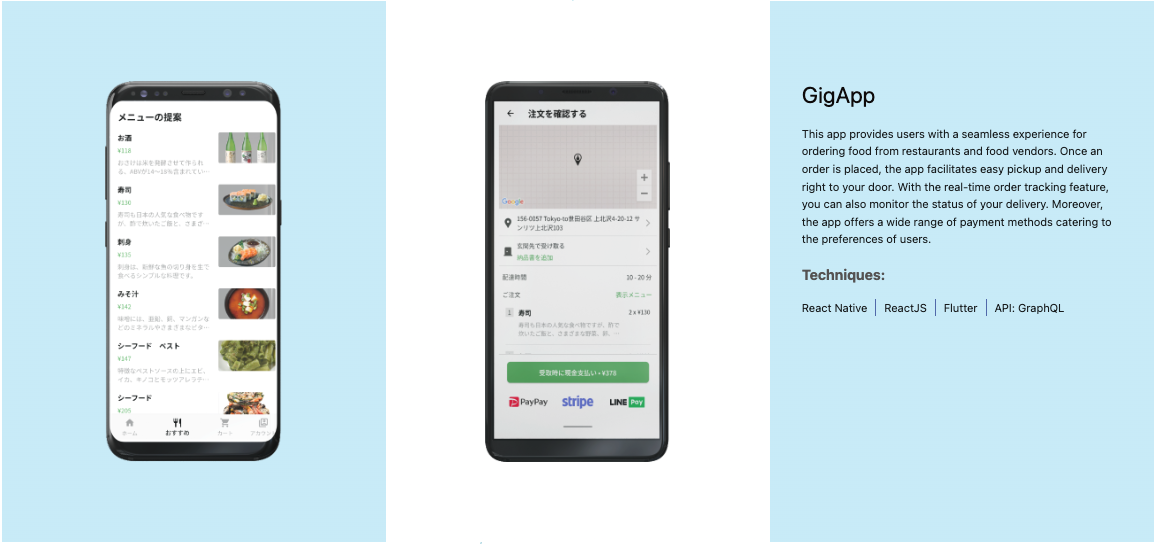 メニューの提案
お酒
¥118
おさけは米を発酵させて作られ
る。ABVが14〜18%含まれてい…
寿司
¥130
寿司も日本の人気な食べ物です
が、酢で炊いたご飯と、さまざ…
刺身
¥135
刺身は、新鮮な魚の切り身を生で
食べるシンプルな料理です。
みそ汁
¥142
味噌には、亜鉛、銅、マンガンな
どのミネラルやさまざまなビタ…
シーフード ペスト
¥147
特別なペストソースの上にエビ、
イカ、キノコとモッツアレラチ…
シーフード
¥205
ホーム
おすすめ
カート
アカウン
注文を確認する
Google
156-0057 Tokyo-to世田谷区 上北沢4-20-12 サ
ンリツ上北沢103
玄関先で受け取る
納品書を追加
配達時間
10 - 20 分
ご注文
表示メニュー
1
寿司
2 x ¥130
寿司も日本の人気な食べ物ですが、酢で
炊いたご飯と、さまざまな野菜、卵、…
受取時に現金支払い • ¥378
PayPay
stripe
LINE Pay
GigApp
This app provides users with a seamless experience for
ordering food from restaurants and food vendors. Once an
order is placed, the app facilitates easy pickup and delivery
right to your door. With the real-time order tracking feature,
you can also monitor the status of your delivery. Moreover,
the app offers a wide range of payment methods catering to
the preferences of users.
Techniques:
React Native | ReactJS | Flutter | API: GraphQL